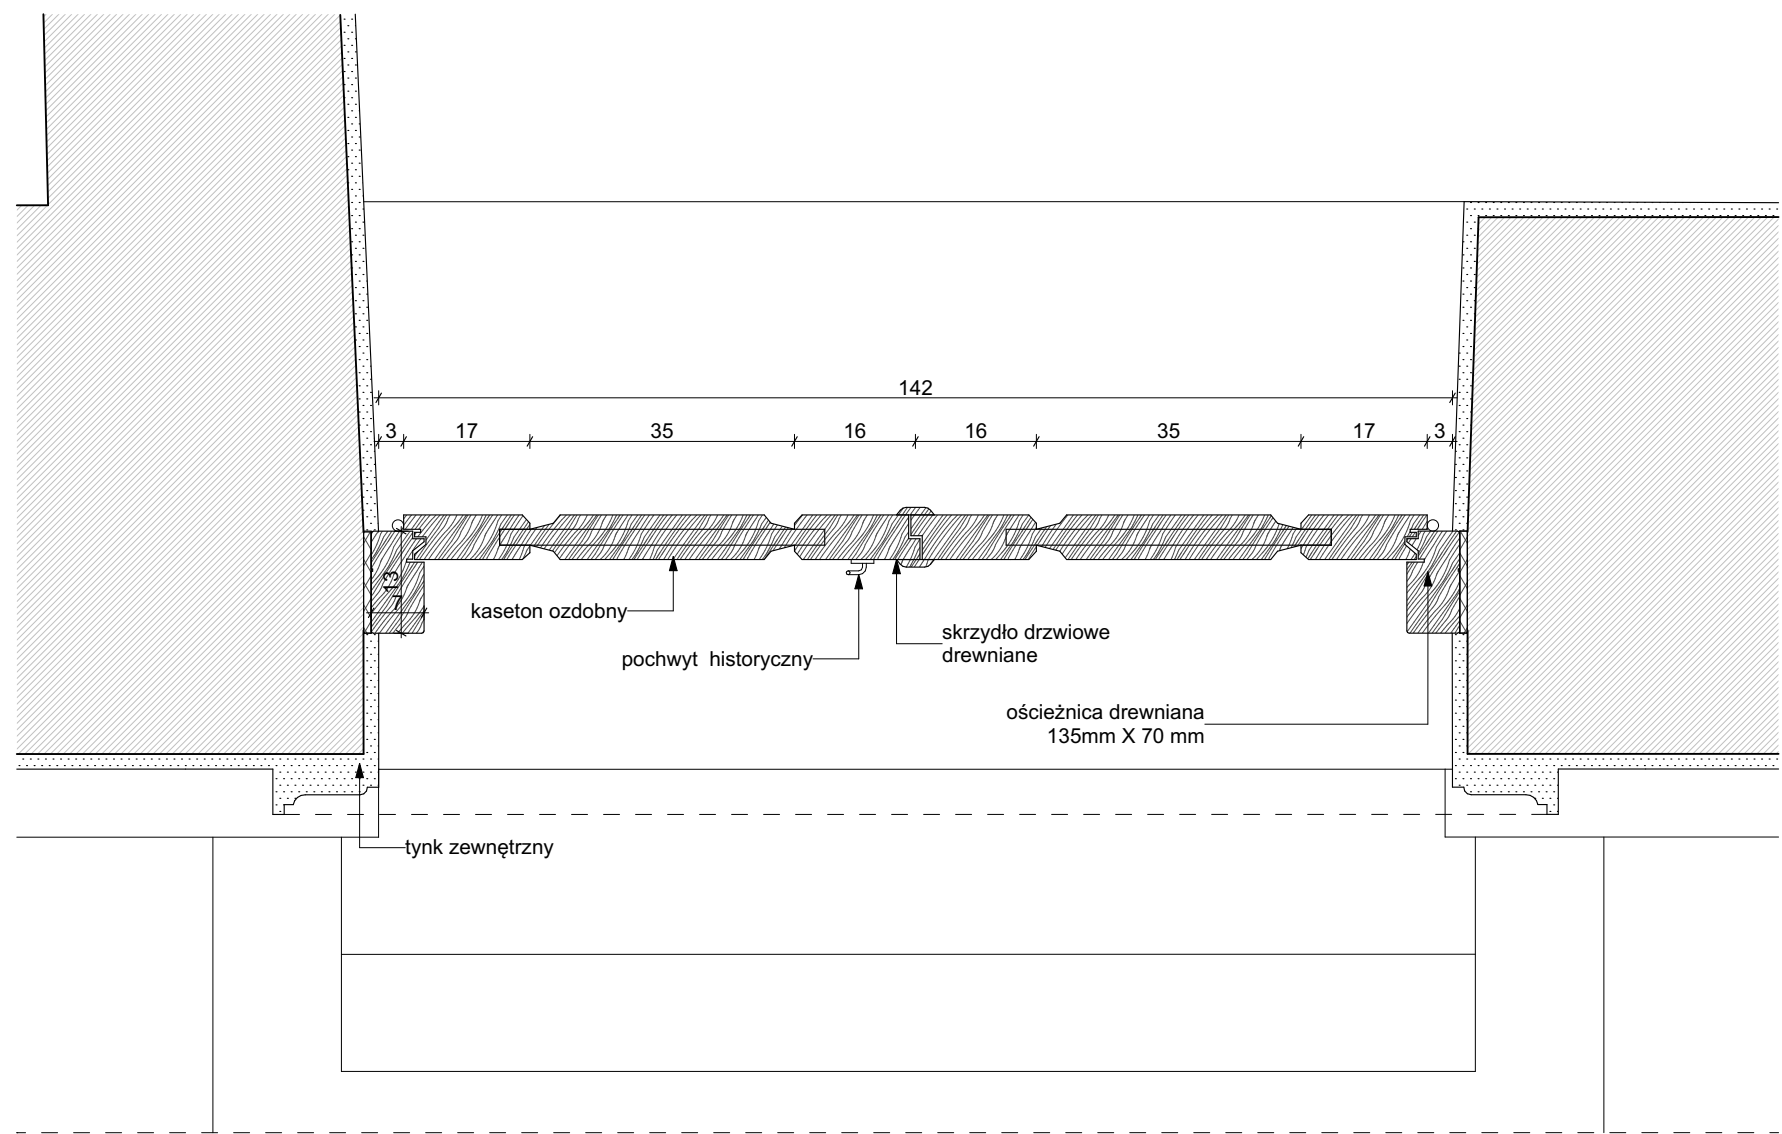 142
3 17 35 16 16 35 17 3
13
7
kaseton ozdobny
skrzydło drzwiowe
drewniane
pochwyt historyczny
ościeżnica drewniana
135mm X 70 mm
tynk zewnętrzny